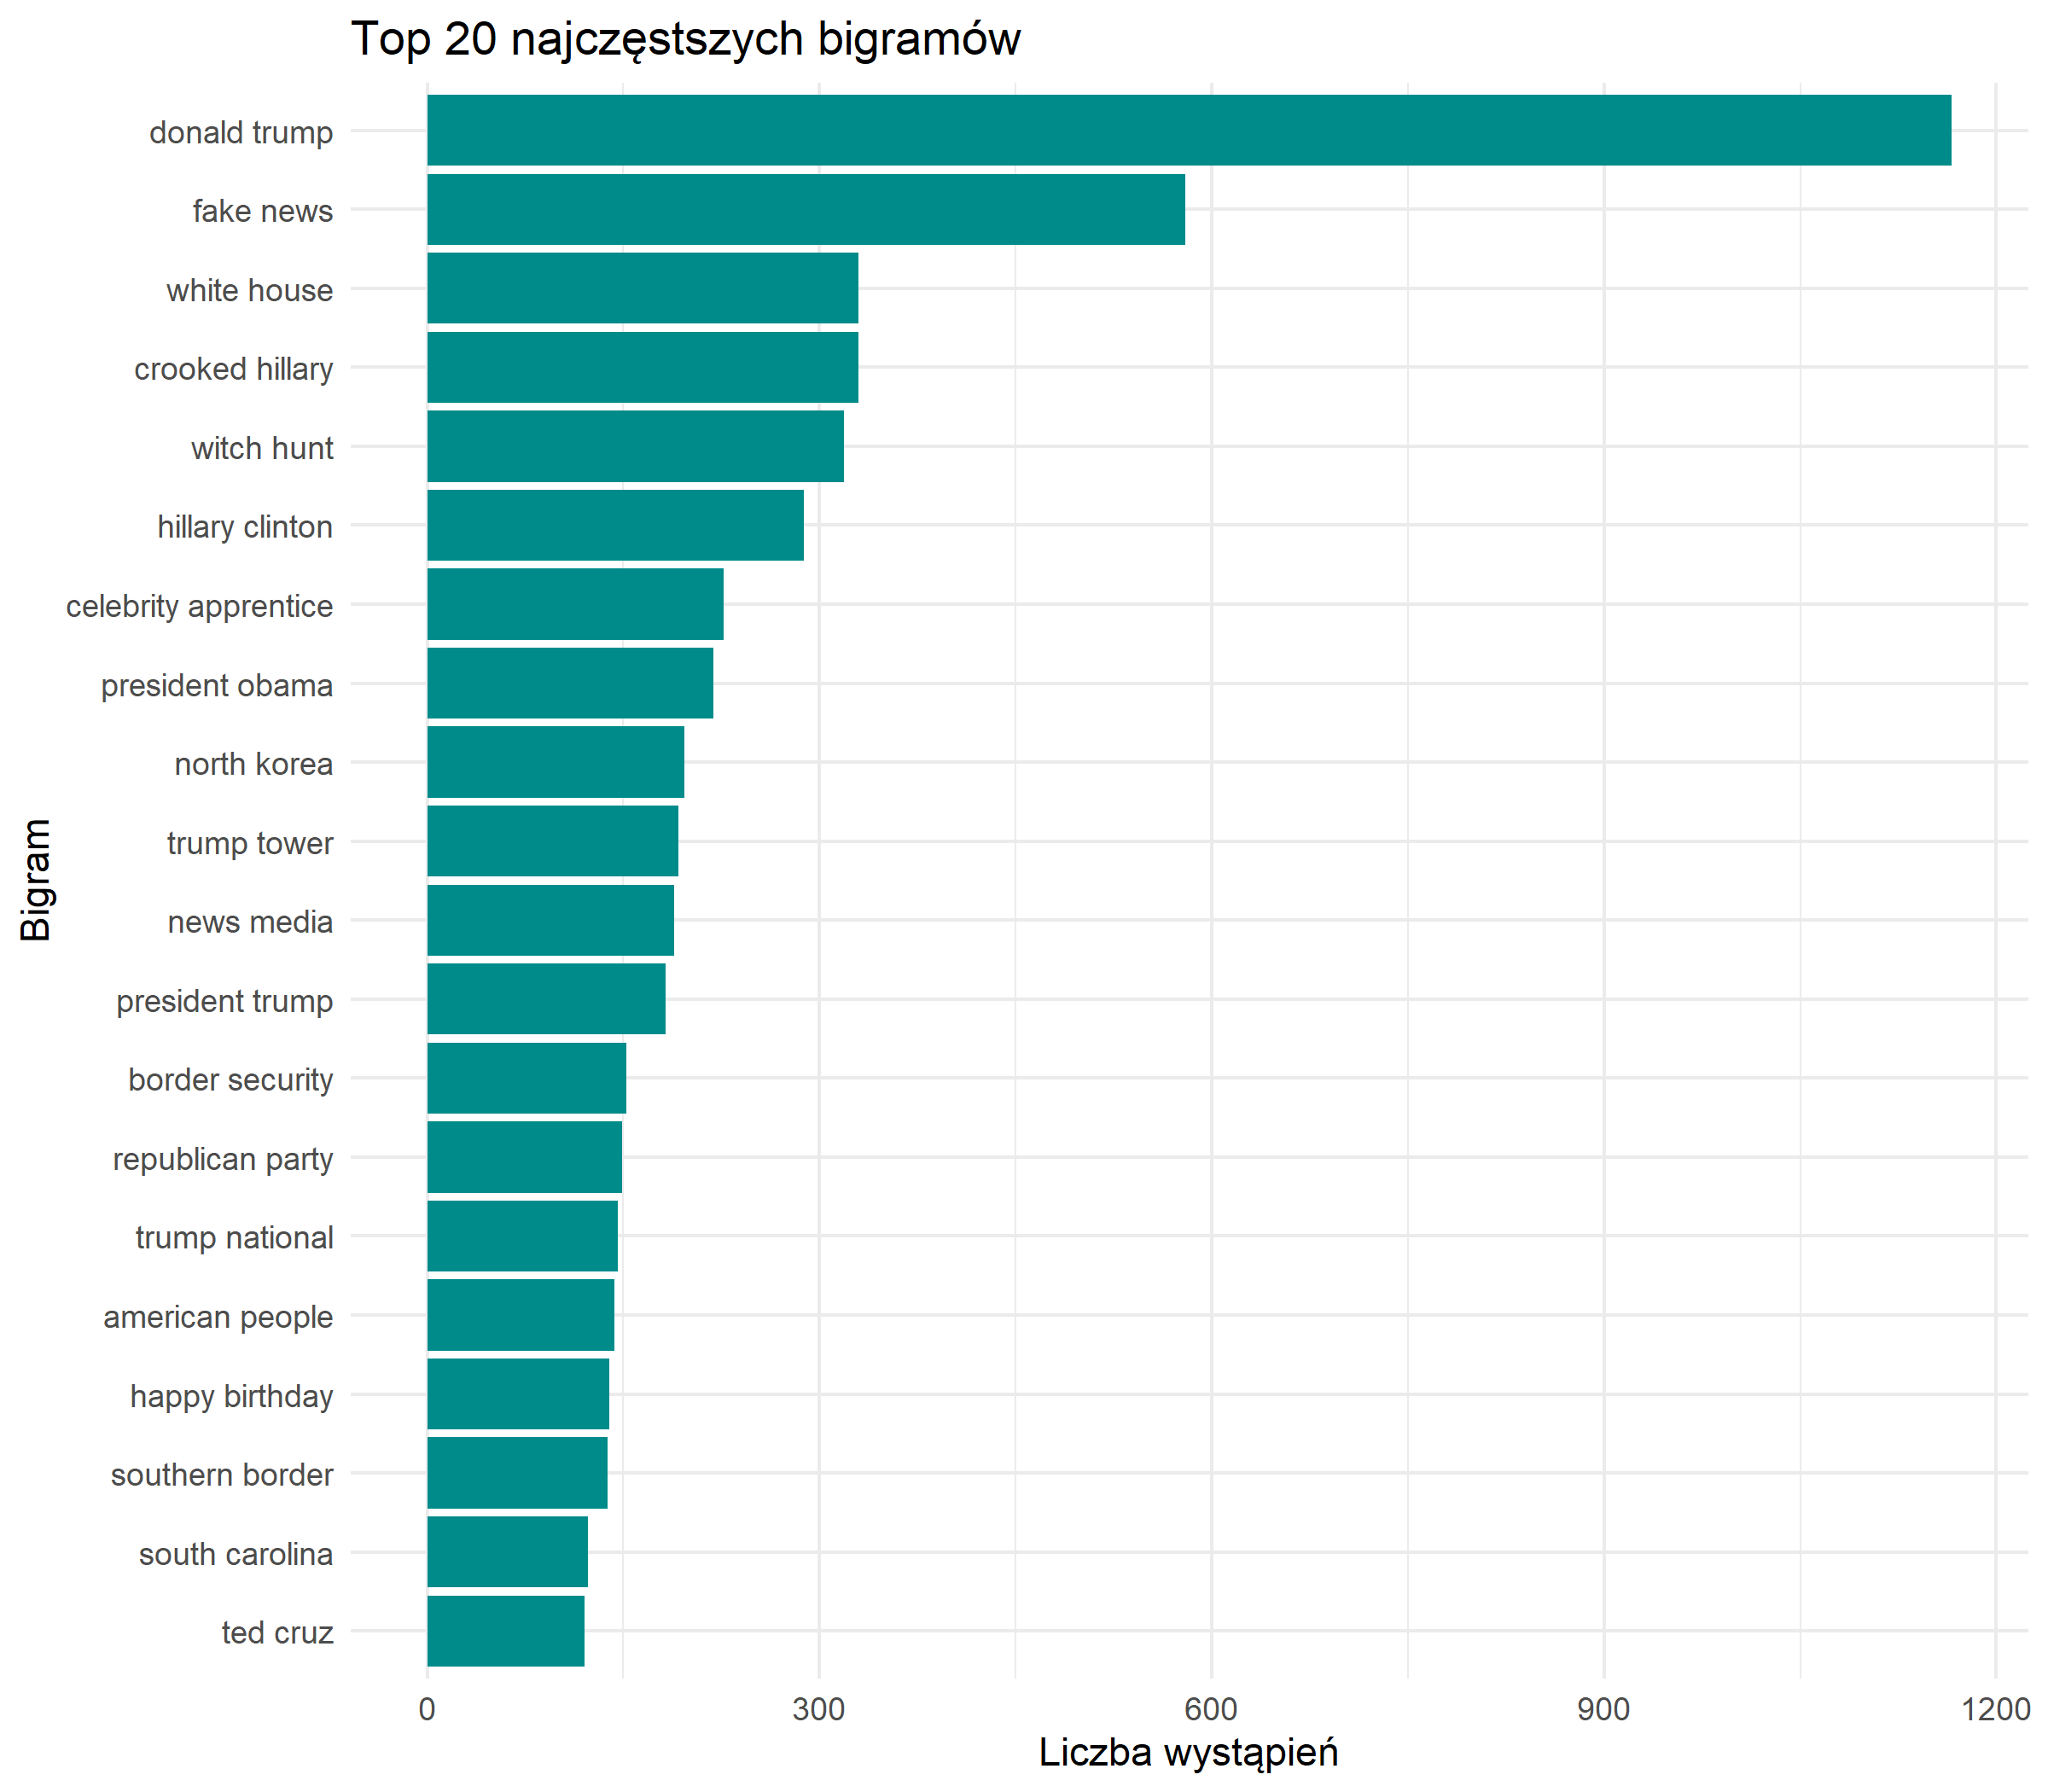 Top 20 najczęstszych bigramów
donald trump
fake news
white house
crooked hillary
witch hunt
hillary clinton
celebrity apprentice
president obama
north korea
trump tower
news media
president trump
border security
republican party
trump national
american people
happy birthday
southern border
south carolina
ted cruz
Bigram
0 300 600 900 1200
Liczba wystąpień